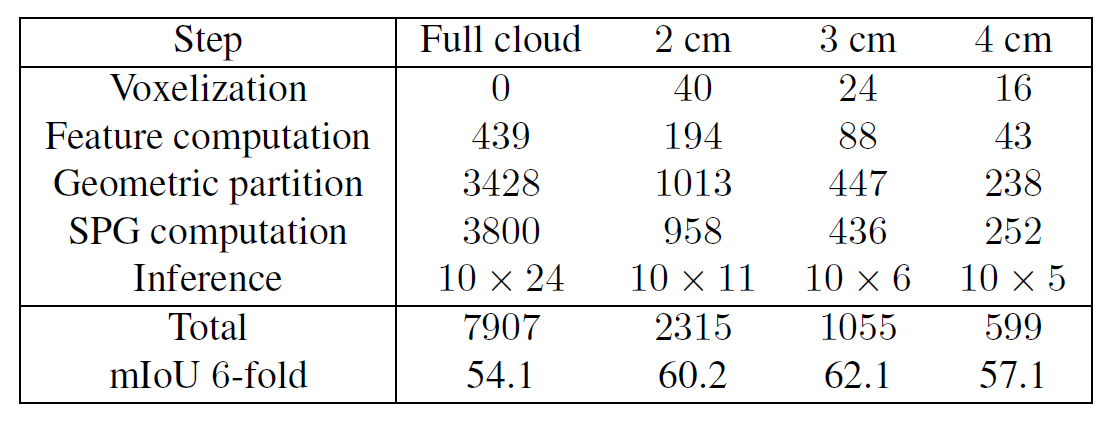 Step Full cloud 2 cm 3 cm 4 cm
Voxelization 0 40 24 16
Feature computation 439 194 88 43
Geometric partition 3428 1013 447 238
SPG computation 3800 958 436 252
Inference 10 × 24 10 × 11 10 × 6 10 × 5
Total 7907 2315 1055 599
mIoU 6-fold 54.1 60.2 62.1 57.1